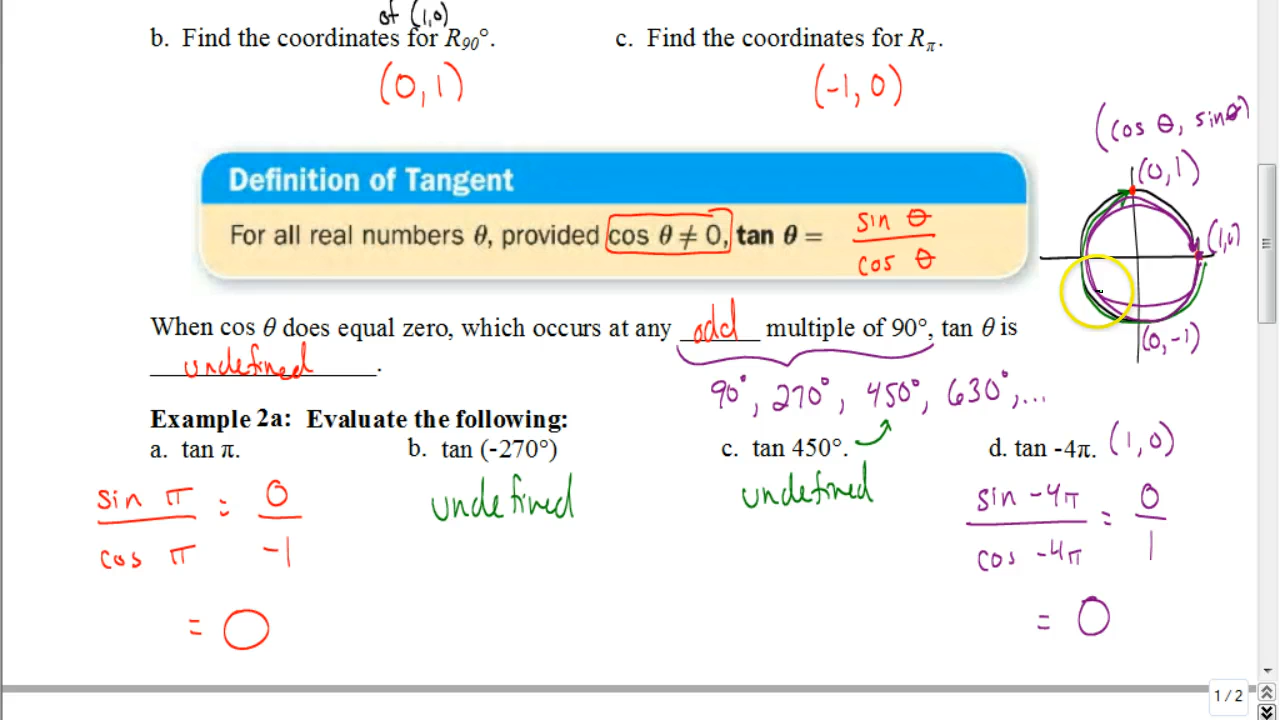 of (1,0)
b. Find the coordinates for R₉₀°. c. Find the coordinates for Rπ.
(0,1) (-1,0)
(cos θ, sin θ)
(0,1)
Definition of Tangent
For all real numbers θ, provided cos θ ≠ 0, tan θ = sin θ / cos θ
(1,0)
When cos θ does equal zero, which occurs at any odd multiple of 90°, tan θ is
undefined.
(0,-1)
90°, 270°, 450°, 630°, ...
Example 2a: Evaluate the following:
a. tan π. b. tan (-270°) c. tan 450°. d. tan -4π. (1,0)
sin π / cos π = 0 / -1 undefined undefined sin -4π / cos -4π = 0 / 1
= 0 = 0
1 / 2